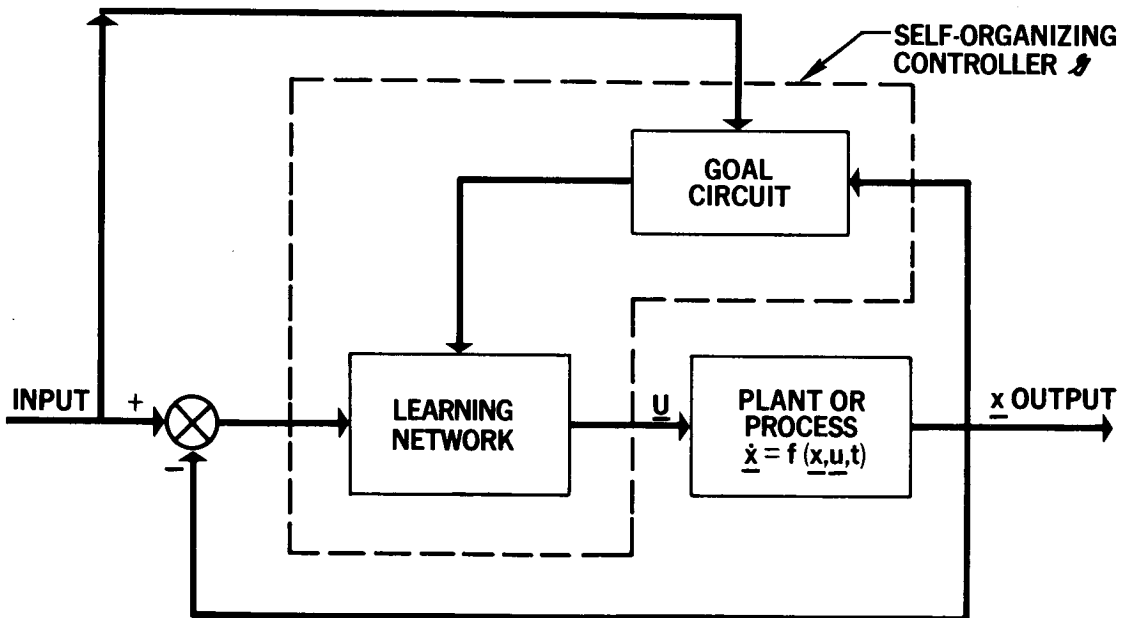 SELF-ORGANIZING
CONTROLLER 𝒢
GOAL
CIRCUIT
INPUT
+
−
LEARNING
NETWORK
U
PLANT OR
PROCESS
ẋ = f (x,u,t)
x OUTPUT